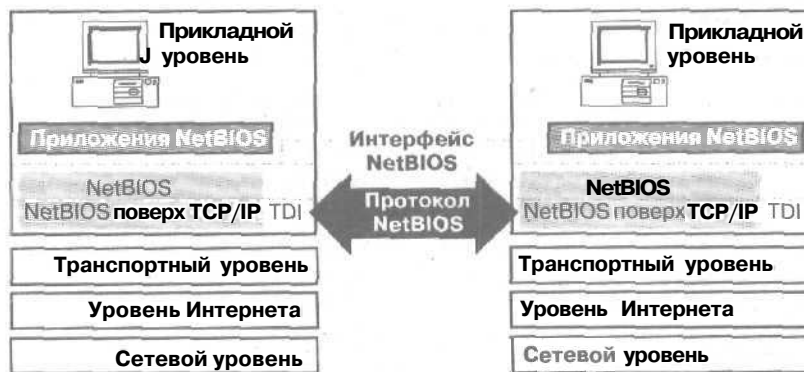 Прикладной
уровень
Приложения NetBIOS
NetBIOS
NetBIOS поверх TCP/IP TDI
Транспортный уровень
Уровень Интернета
Сетевой уровень
Интерфейс
NetBIOS
Протокол
NetBIOS
Прикладной
уровень
Приложения NetBIOS
NetBIOS
NetBIOS поверх TCP/IP TDI
Транспортный уровень
Уровень Интернета
Сетевой уровень